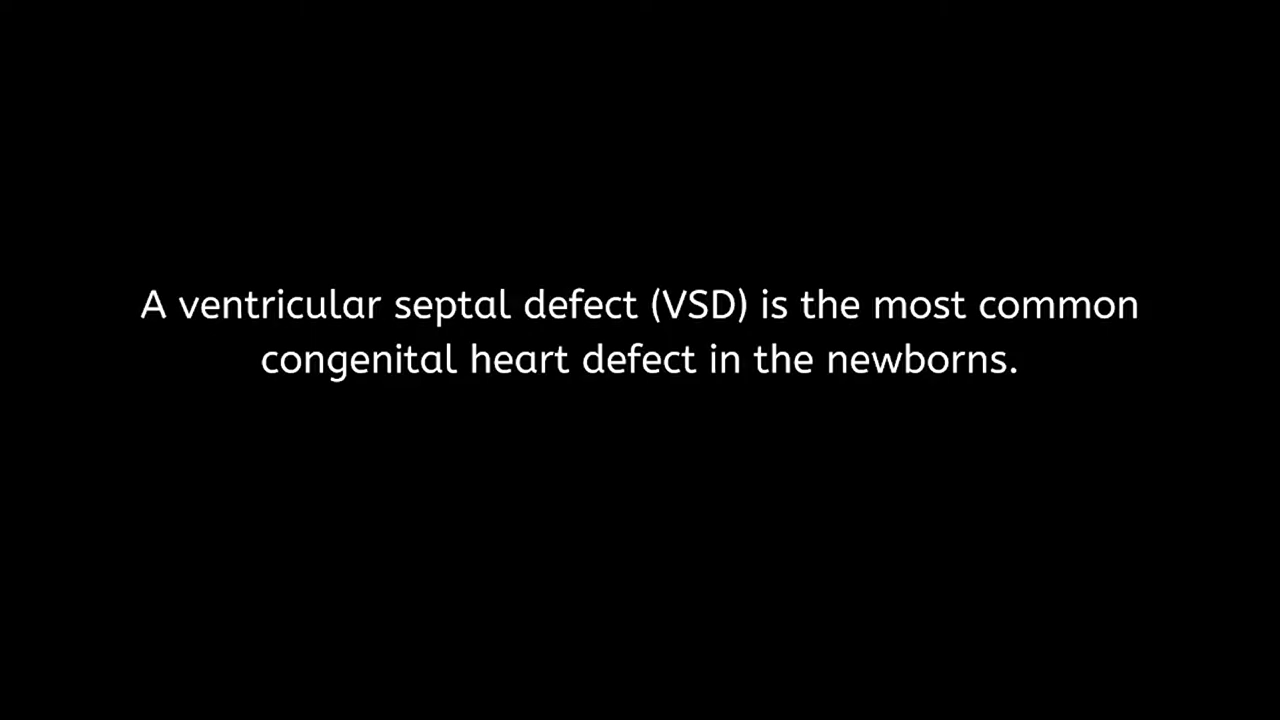 A ventricular septal defect (VSD) is the most common
congenital heart defect in the newborns.